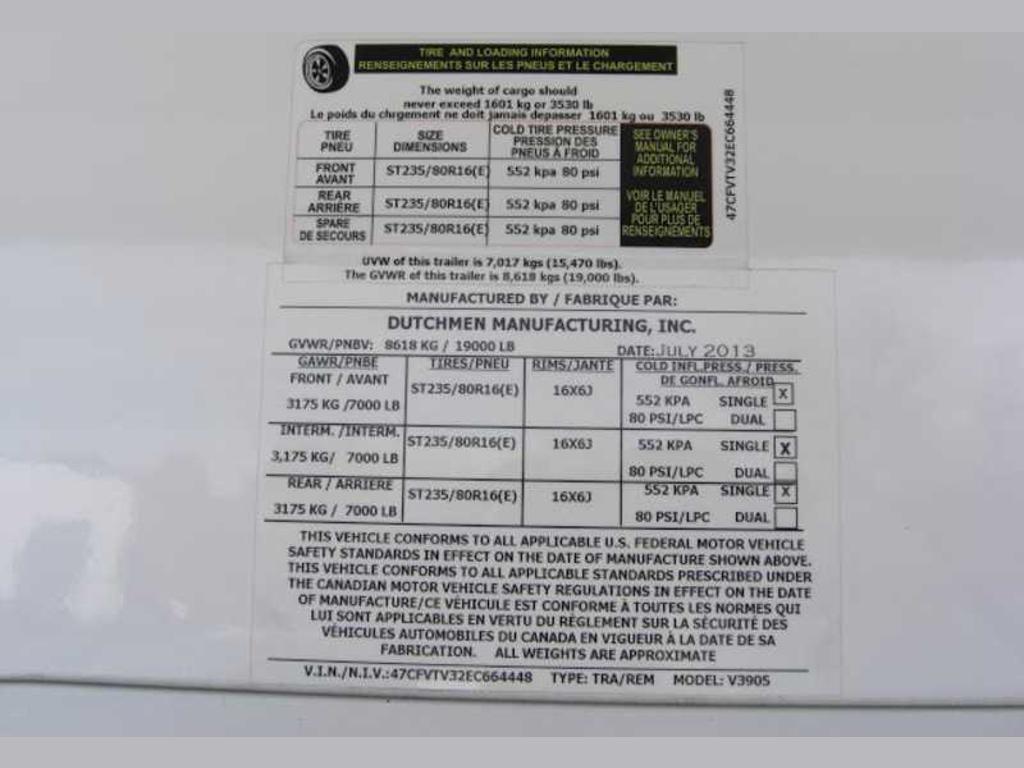 TIRE AND LOADING INFORMATION
RENSEIGNEMENTS SUR LES PNEUS ET LE CHARGEMENT
The weight of cargo should
never exceed 1601 kg or 3530 lb
Le poids du chrgement ne doit jamais depasser 1601 kg ou 3530 lb
TIRE PNEU
SIZE DIMENSIONS
COLD TIRE PRESSURE
PRESSION DES
PNEUS À FROID
SEE OWNER'S
MANUAL FOR
ADDITIONAL
INFORMATION
VOIR LE MANUEL
DE L'USAGER
POUR PLUS DE
RENSEIGNEMENTS
FRONT AVANT ST235/80R16(E) 552 kpa 80 psi
REAR ARRIÈRE ST235/80R16(E) 552 kpa 80 psi
SPARE DE SECOURS ST235/80R16(E) 552 kpa 80 psi
47CFVTV32EC664448
UVW of this trailer is 7,017 kgs (15,470 lbs).
The GVWR of this trailer is 8,618 kgs (19,000 lbs).
MANUFACTURED BY / FABRIQUE PAR:
DUTCHMEN MANUFACTURING, INC.
GVWR/PNBV: 8618 KG / 19000 LB DATE: JULY 2013
GAWR/PNBE TIRES/PNEU RIMS/JANTE COLD INFL.PRESS./ PRESS.
DE GONFL. AFROID
FRONT / AVANT ST235/80R16(E) 16X6J
3175 KG /7000 LB 552 KPA SINGLE X
80 PSI/LPC DUAL
INTERM. /INTERM. ST235/80R16(E) 16X6J 552 KPA SINGLE X
3,175 KG/ 7000 LB 80 PSI/LPC DUAL
REAR / ARRIERE ST235/80R16(E) 16X6J 552 KPA SINGLE X
3175 KG / 7000 LB 80 PSI/LPC DUAL
THIS VEHICLE CONFORMS TO ALL APPLICABLE U.S. FEDERAL MOTOR VEHICLE
SAFETY STANDARDS IN EFFECT ON THE DATE OF MANUFACTURE SHOWN ABOVE.
THIS VEHICLE CONFORMS TO ALL APPLICABLE STANDARDS PRESCRIBED UNDER
THE CANADIAN MOTOR VEHICLE SAFETY REGULATIONS IN EFFECT ON THE DATE
OF MANUFACTURE/CE VÉHICULE EST CONFORME À TOUTES LES NORMES QUI
LUI SONT APPLICABLES EN VERTU DU RÈGLEMENT SUR LA SÉCURITÉ DES
VÉHICULES AUTOMOBILES DU CANADA EN VIGUEUR À LA DATE DE SA
FABRICATION. ALL WEIGHTS ARE APPROXIMATE
V.I.N./N.I.V.:47CFVTV32EC664448 TYPE: TRA/REM MODEL: V3905